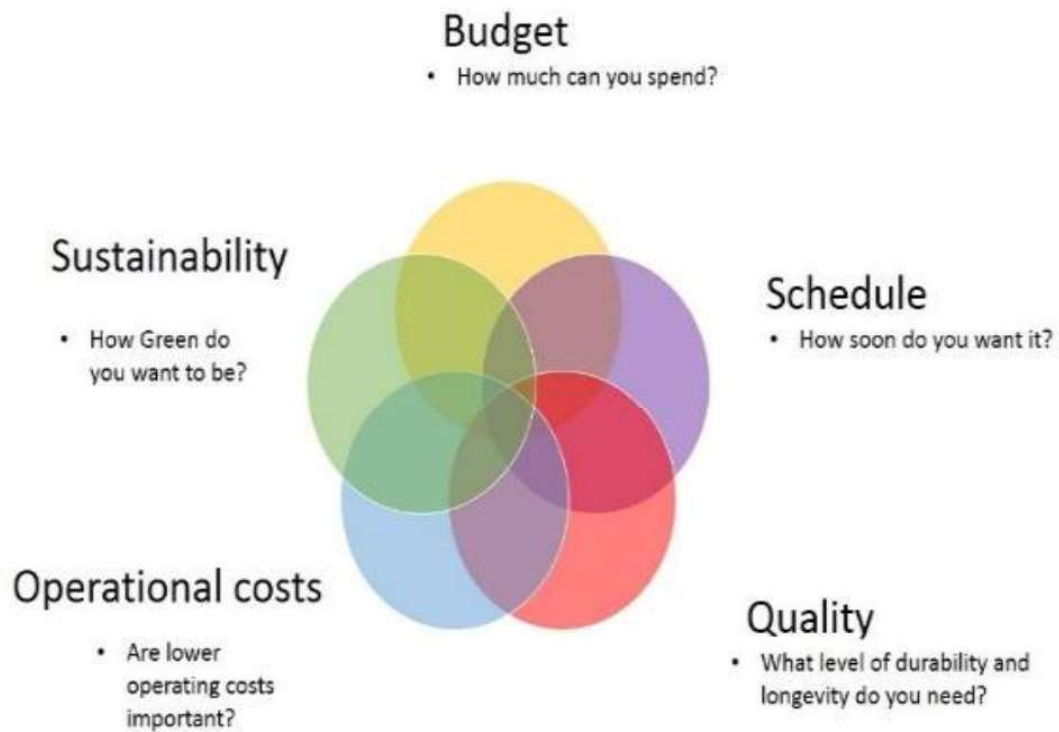 Budget
• How much can you spend?
Sustainability
• How Green do
you want to be?
Schedule
• How soon do you want it?
Operational costs
• Are lower
operating costs
important?
Quality
• What level of durability and
longevity do you need?